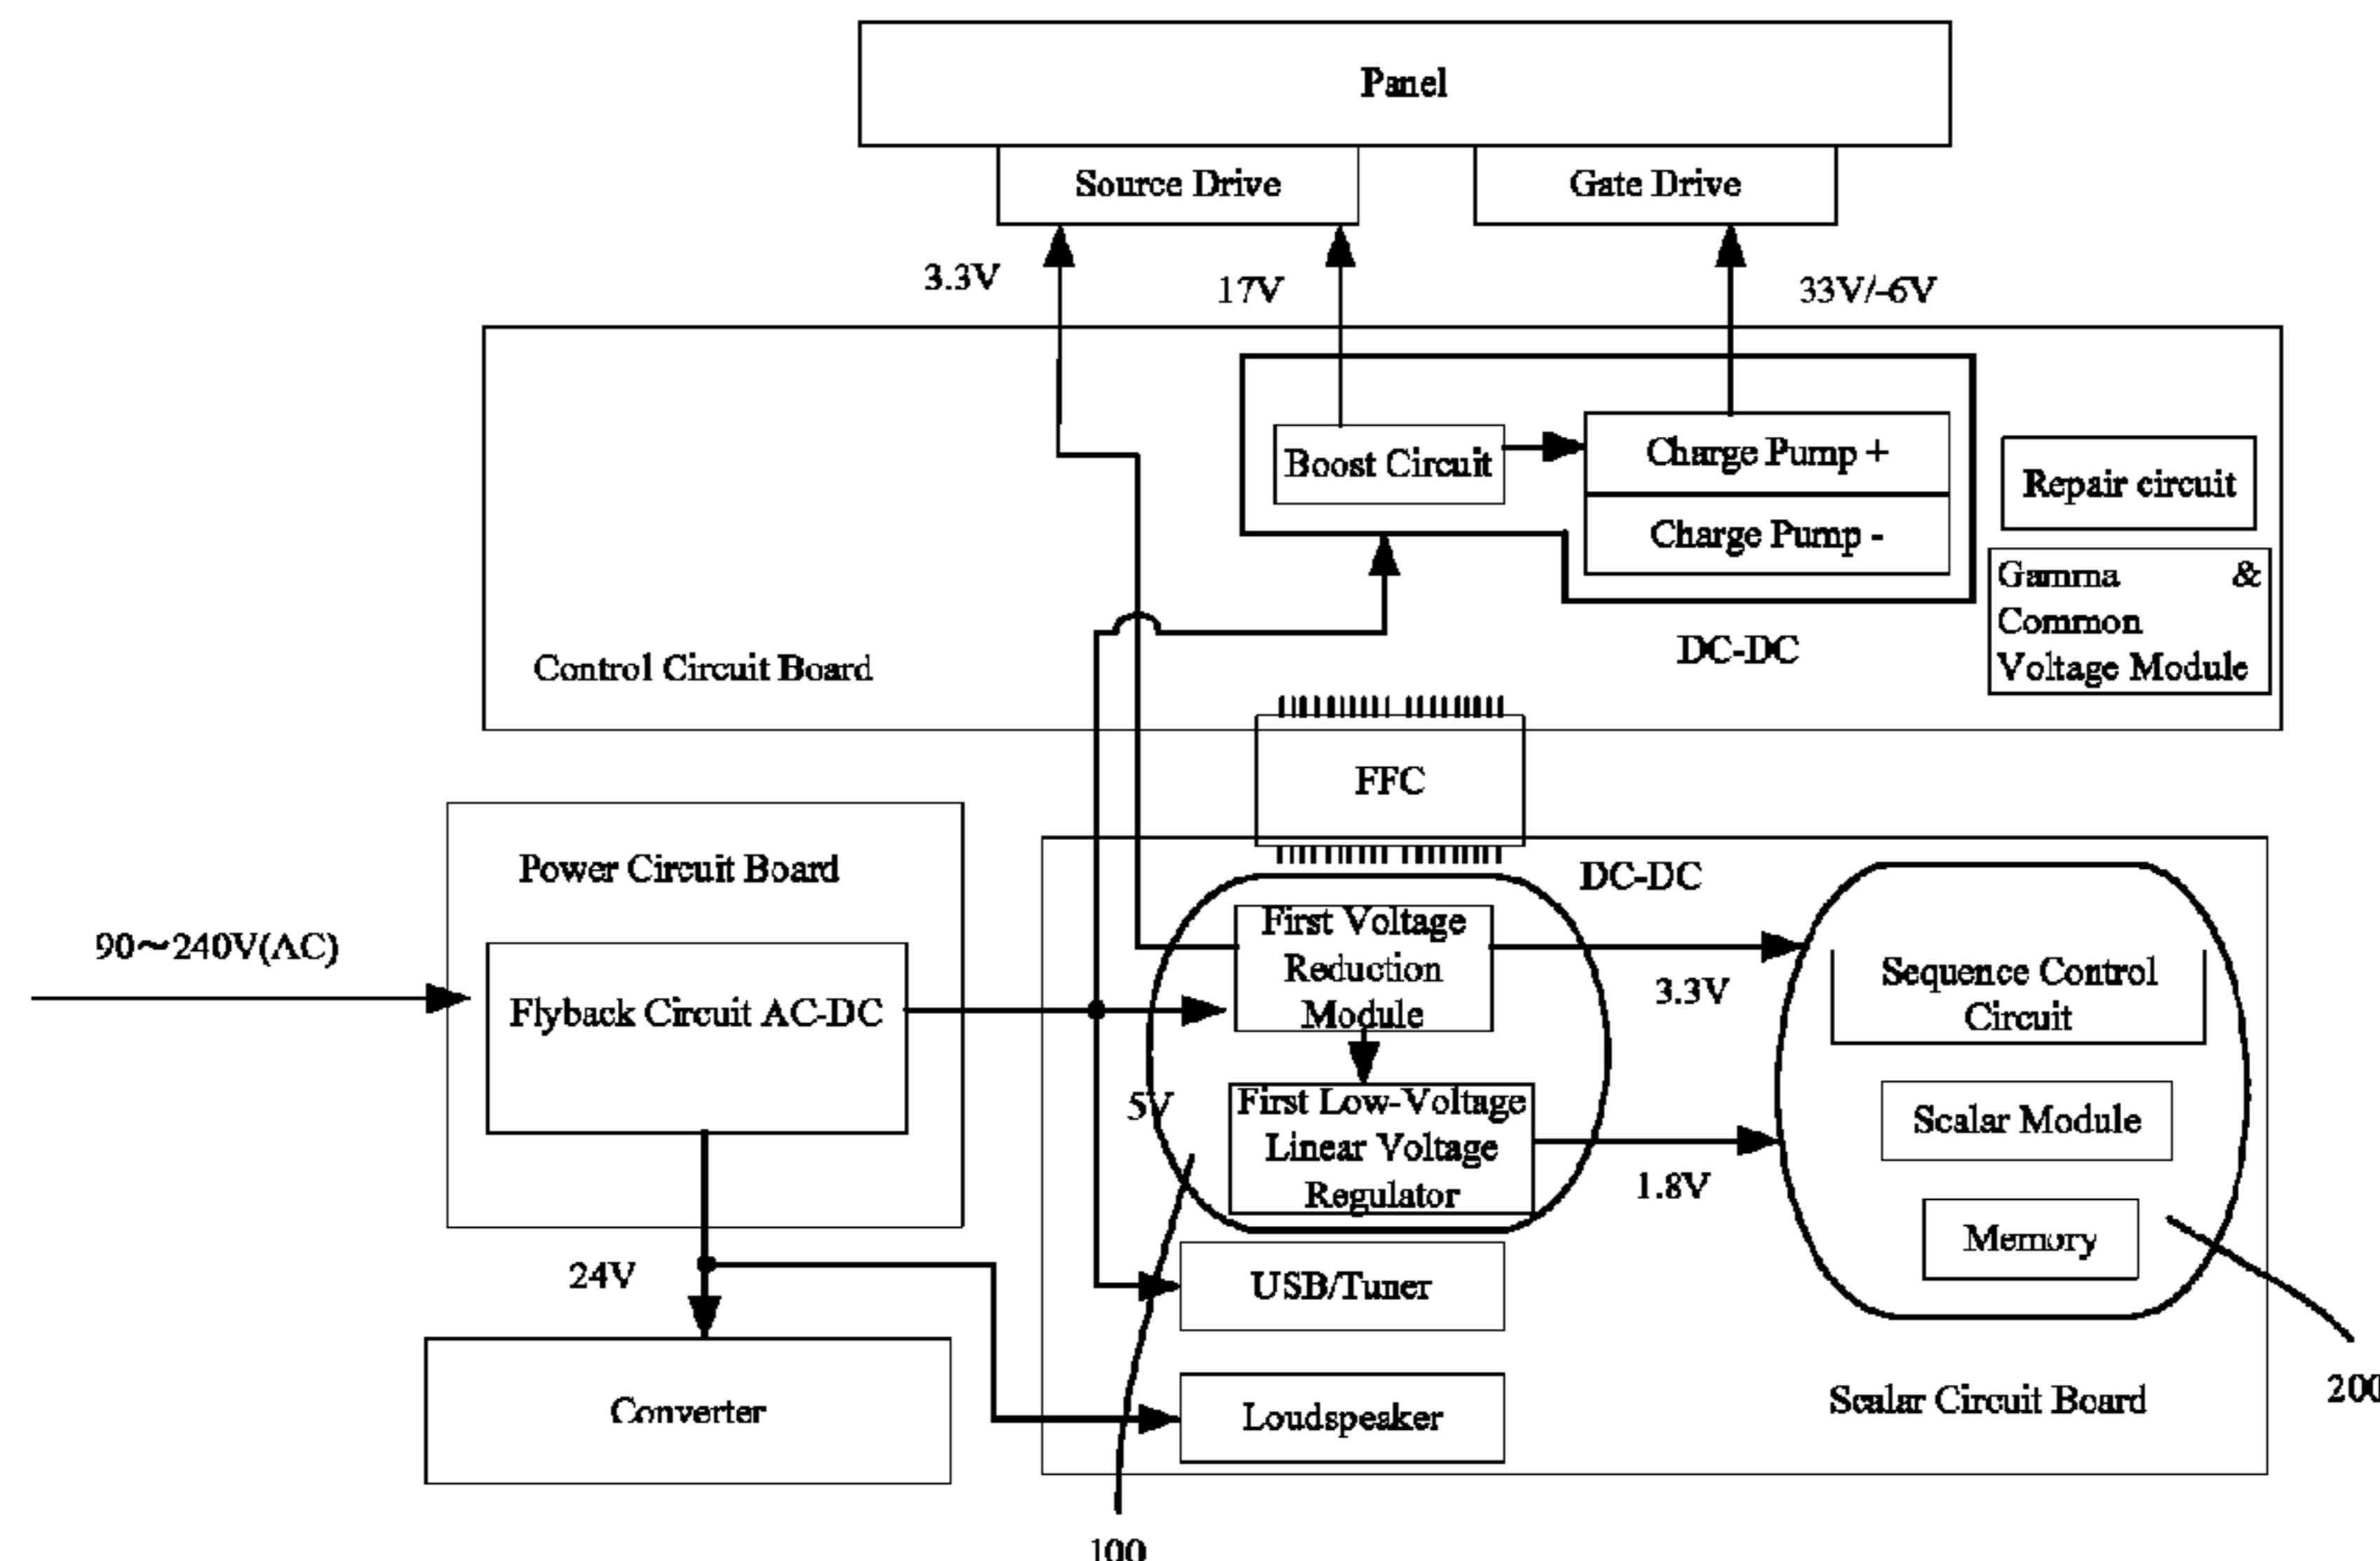 Panel
Source Drive
Gate Drive
3.3V
17V
33V/-6V
Boost Circuit
Charge Pump +
Charge Pump -
Repair circuit
Gamma &
Common
Voltage Module
DC-DC
Control Circuit Board
FFC
Power Circuit Board
90～240V(AC)
Flyback Circuit AC-DC
DC-DC
First Voltage
Reduction
Module
3.3V
Sequence Control
Circuit
5V
First Low-Voltage
Linear Voltage
Regulator
1.8V
Scalar Module
Memory
24V
USB/Tuner
Converter
Loudspeaker
Scalar Circuit Board
200
100